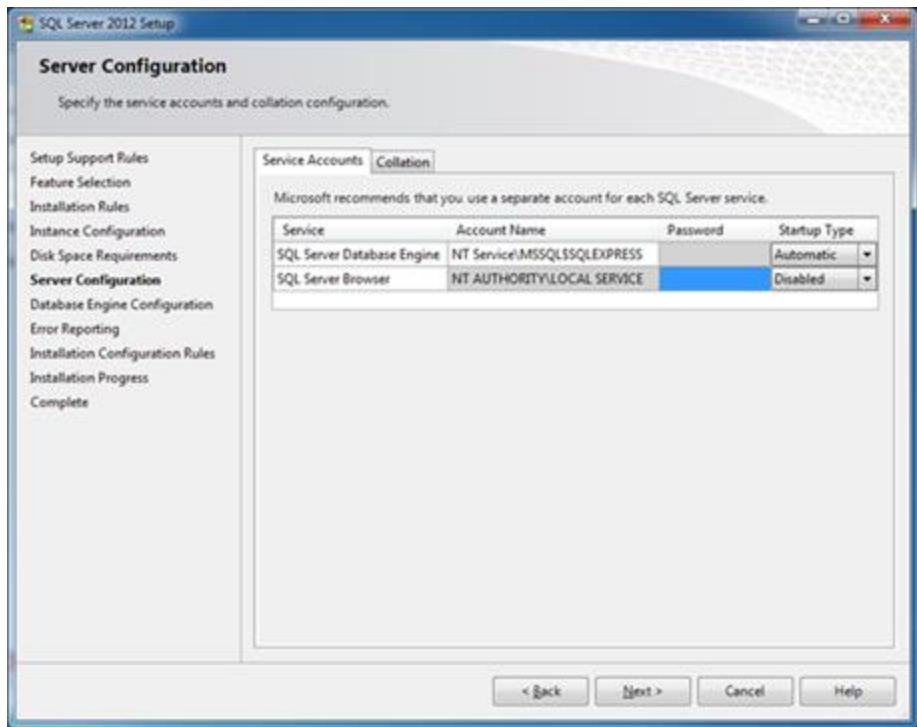 SQL Server 2012 Setup
Server Configuration
Specify the service accounts and collation configuration.
Setup Support Rules
Feature Selection
Installation Rules
Instance Configuration
Disk Space Requirements
Server Configuration
Database Engine Configuration
Error Reporting
Installation Configuration Rules
Installation Progress
Complete
Service Accounts Collation
Microsoft recommends that you use a separate account for each SQL Server service.
Service Account Name Password Startup Type
SQL Server Database Engine NT Service\MSSQL$SQLEXPRESS Automatic
SQL Server Browser NT AUTHORITY\LOCAL SERVICE Disabled
< Back Next > Cancel Help